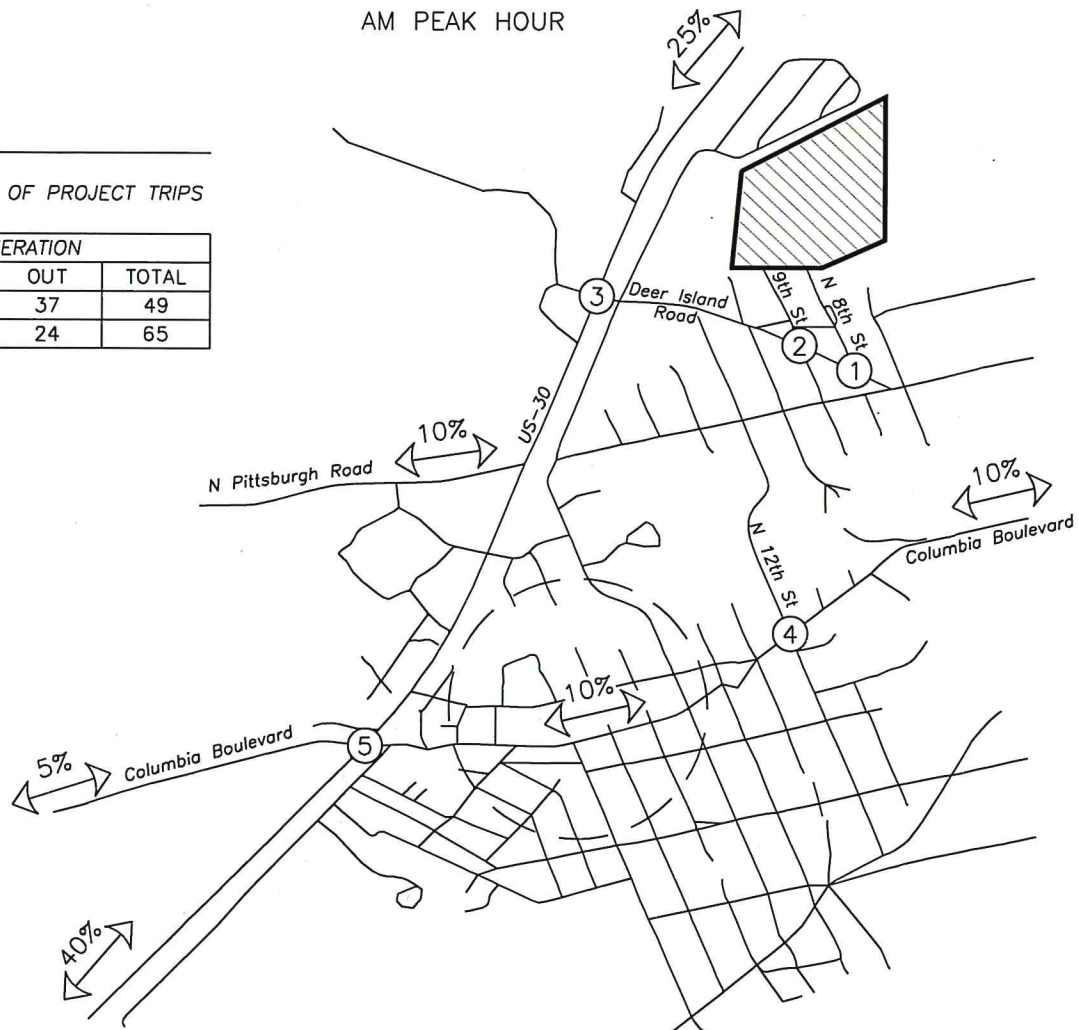 AM PEAK HOUR
25%
OF PROJECT TRIPS
ERATION
OUT TOTAL
37 49
24 65
3
Deer Island
Road
9th St
N 8th St
2
1
US-30
10%
N Pittsburgh Road
10%
Columbia Boulevard
N 12th St
4
10%
5
Columbia Boulevard
5%
40%